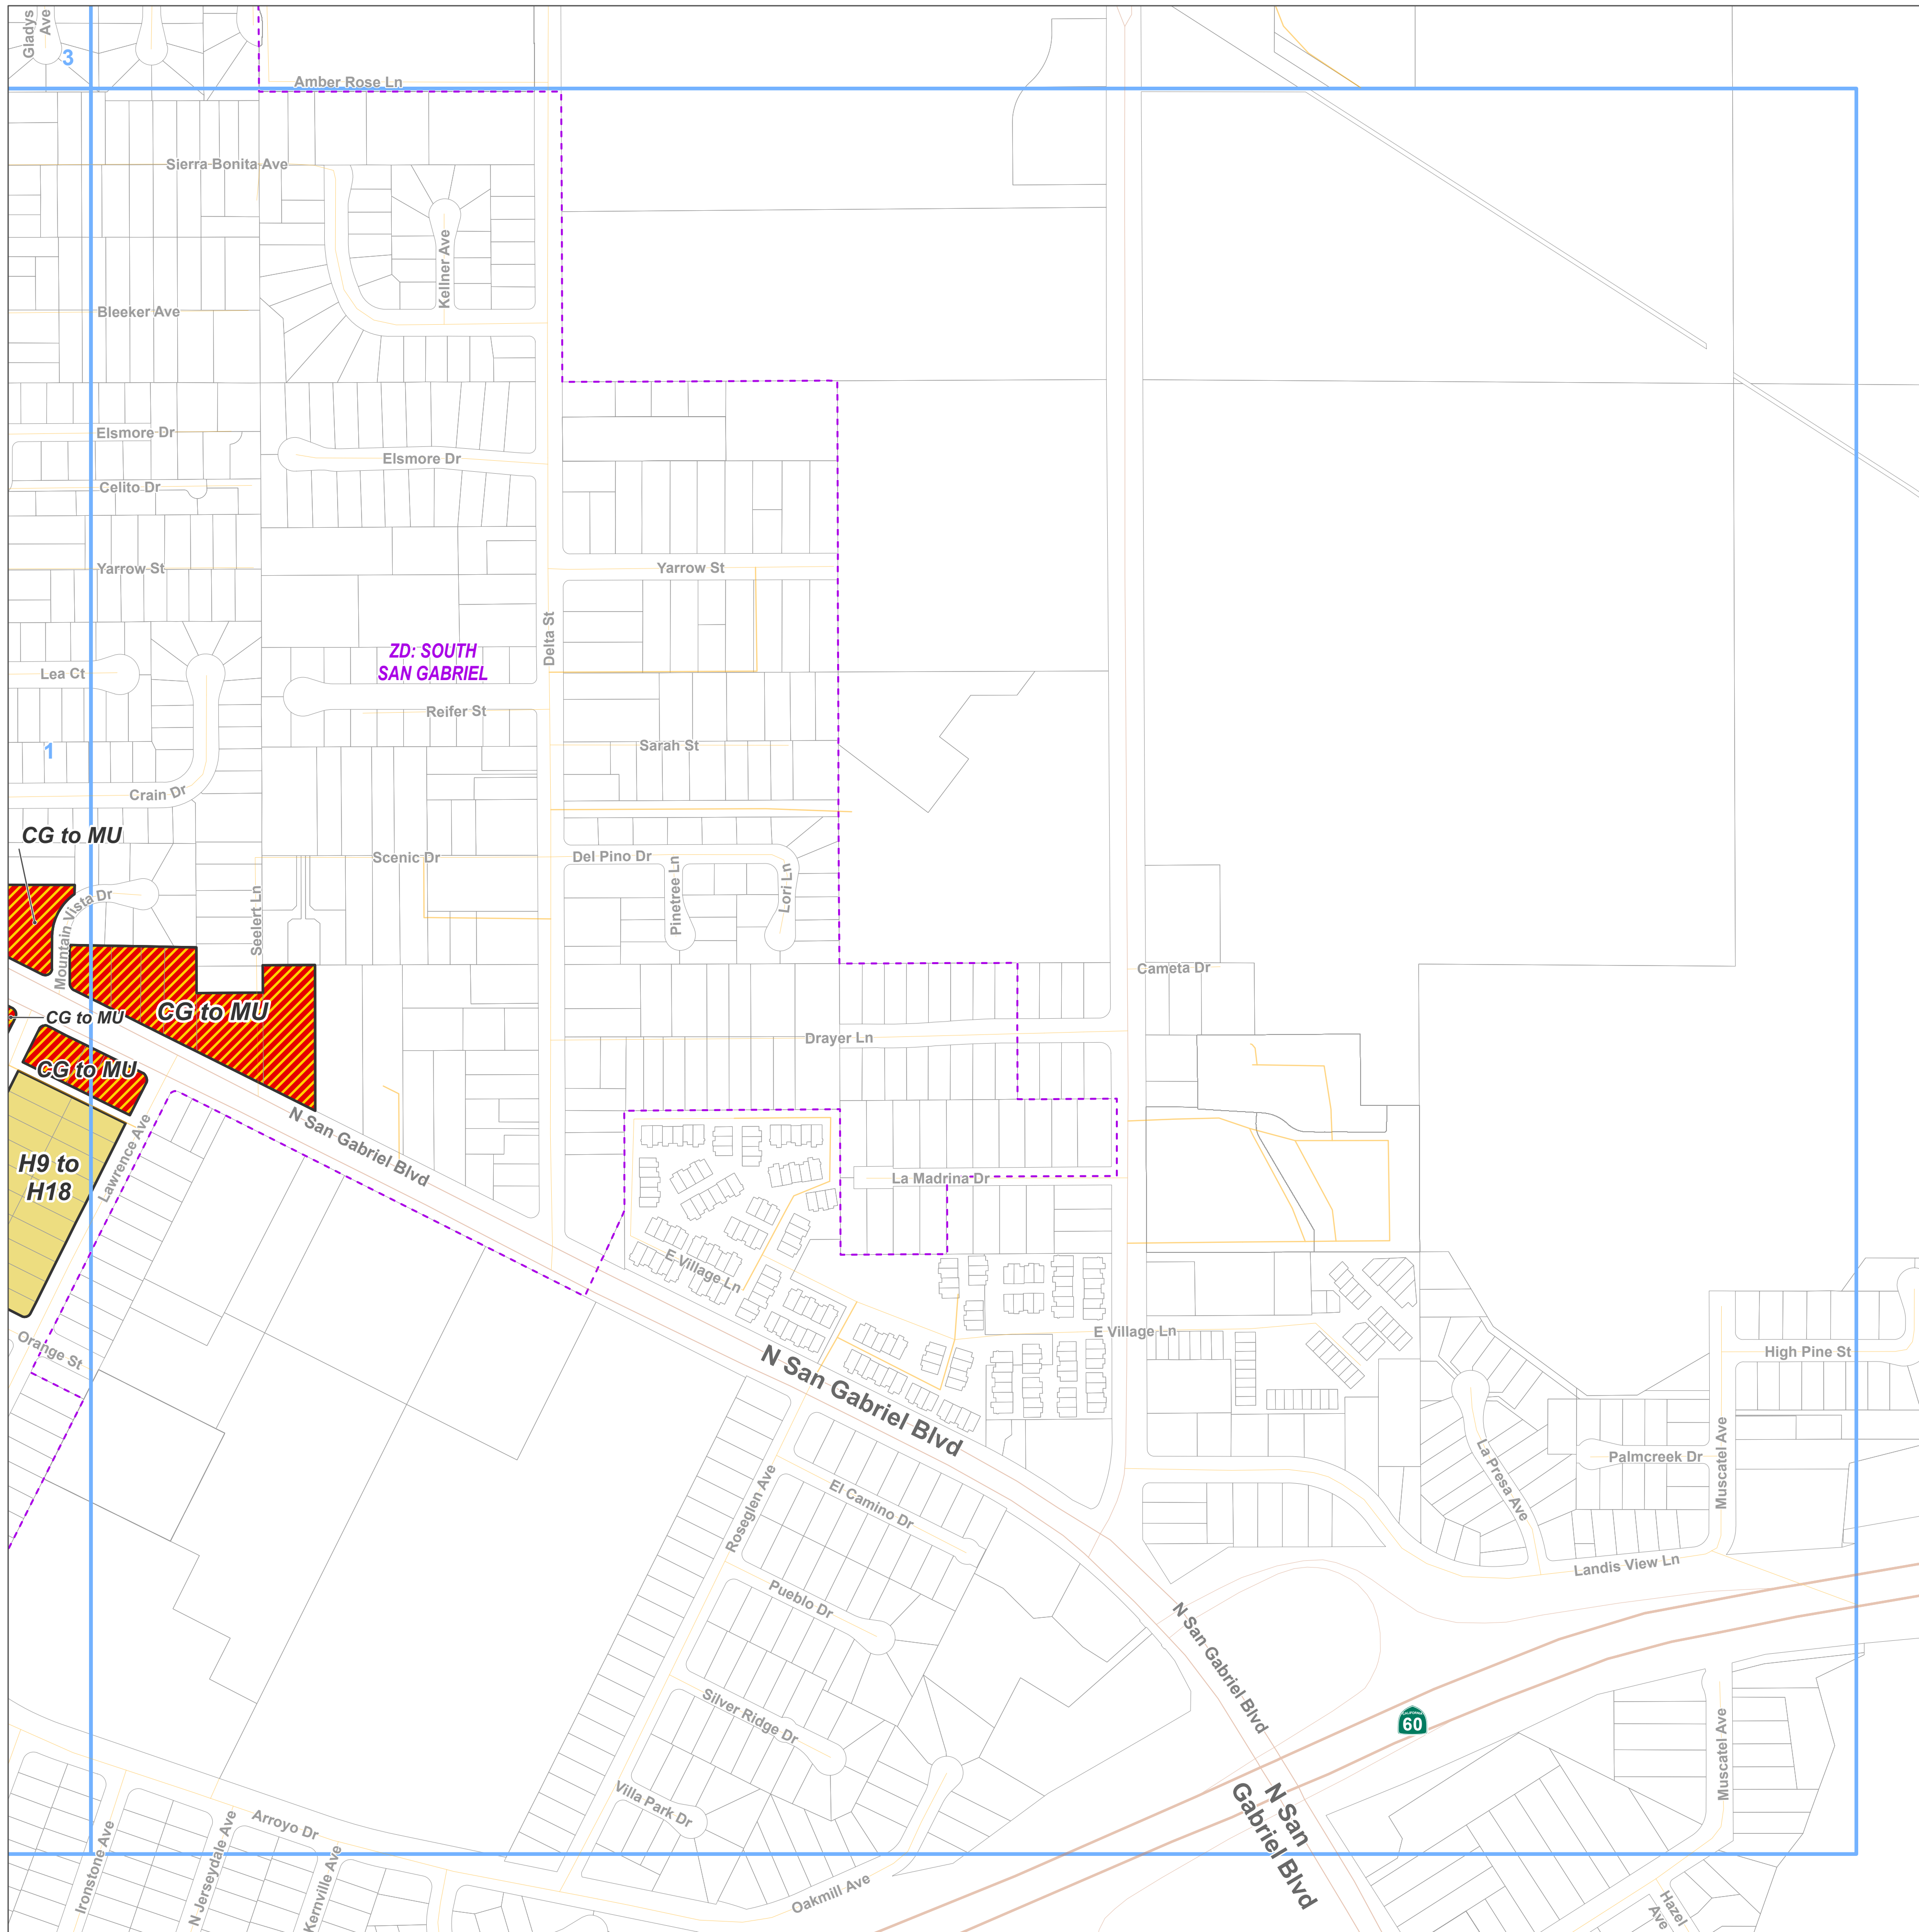 Gladys
Ave
3
Amber Rose Ln
Sierra Bonita Ave
Kellner Ave
Bleeker Ave
Elsmore Dr
Elsmore Dr
Celito Dr
Yarrow St
Yarrow St
Delta St
ZD: SOUTH
SAN GABRIEL
Lea Ct
Reifer St
Sarah St
1
Crain Dr
CG to MU
Scenic Dr
Del Pino Dr
Pinetree Ln
Lori Ln
Mountain Vista Dr
Seelert Ln
Cameta Dr
CG to MU
CG to MU
Drayer Ln
CG to MU
N San Gabriel Blvd
Lawrence Ave
H9 to
H18
La Madrina Dr
E Village Ln
Orange St
E Village Ln
N San Gabriel Blvd
High Pine St
Muscatel Ave
Palmcreek Dr
La Presa Ave
Roseglen Ave
El Camino Dr
Landis View Ln
Pueblo Dr
N San Gabriel Blvd
Silver Ridge Dr
CALIFORNIA
60
Muscatel Ave
Villa Park Dr
N San
Gabriel Blvd
Arroyo Dr
Ironstone Ave
N Jerseydale Ave
Kernville Ave
Oakmill Ave
Hazel
Ave